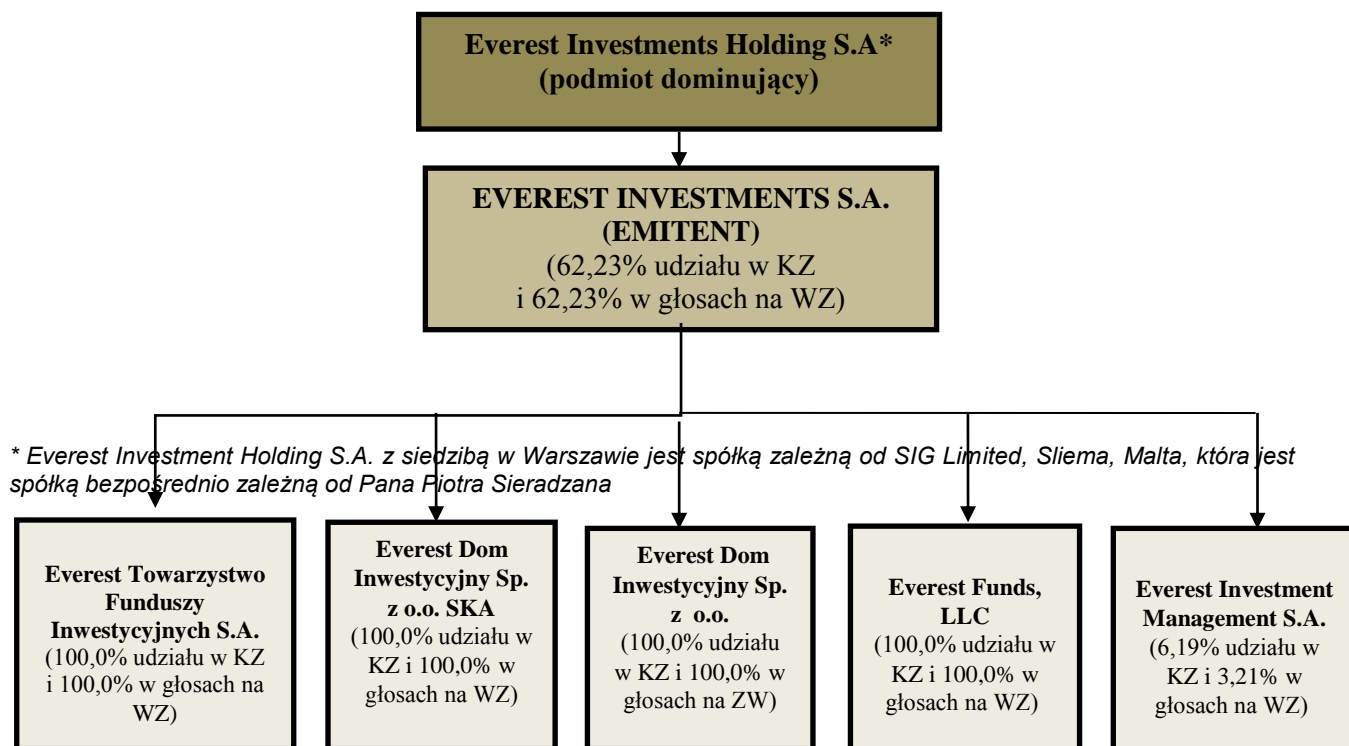 Everest Investments Holding S.A*
(podmiot dominujący)
EVEREST INVESTMENTS S.A.
(EMITENT)
(62,23% udziału w KZ
i 62,23% w głosach na WZ)
* Everest Investment Holding S.A. z siedzibą w Warszawie jest spółką zależną od SIG Limited, Sliema, Malta, która jest
spółką bezpośrednio zależną od Pana Piotra Sieradzana
Everest Towarzystwo
Funduszy
Inwestycyjnych S.A.
(100,0% udziału w KZ
i 100,0% w głosach na
WZ)
Everest Dom
Inwestycyjny Sp.
z o.o. SKA
(100,0% udziału w
KZ i 100,0% w
głosach na WZ)
Everest Dom
Inwestycyjny Sp.
z o.o.
(100,0% udziału
w KZ i 100,0% w
głosach na ZW)
Everest Funds,
LLC
(100,0% udziału w
KZ i 100,0% w
głosach na WZ)
Everest Investment
Management S.A.
(6,19% udziału w
KZ i 3,21% w
głosach na WZ)